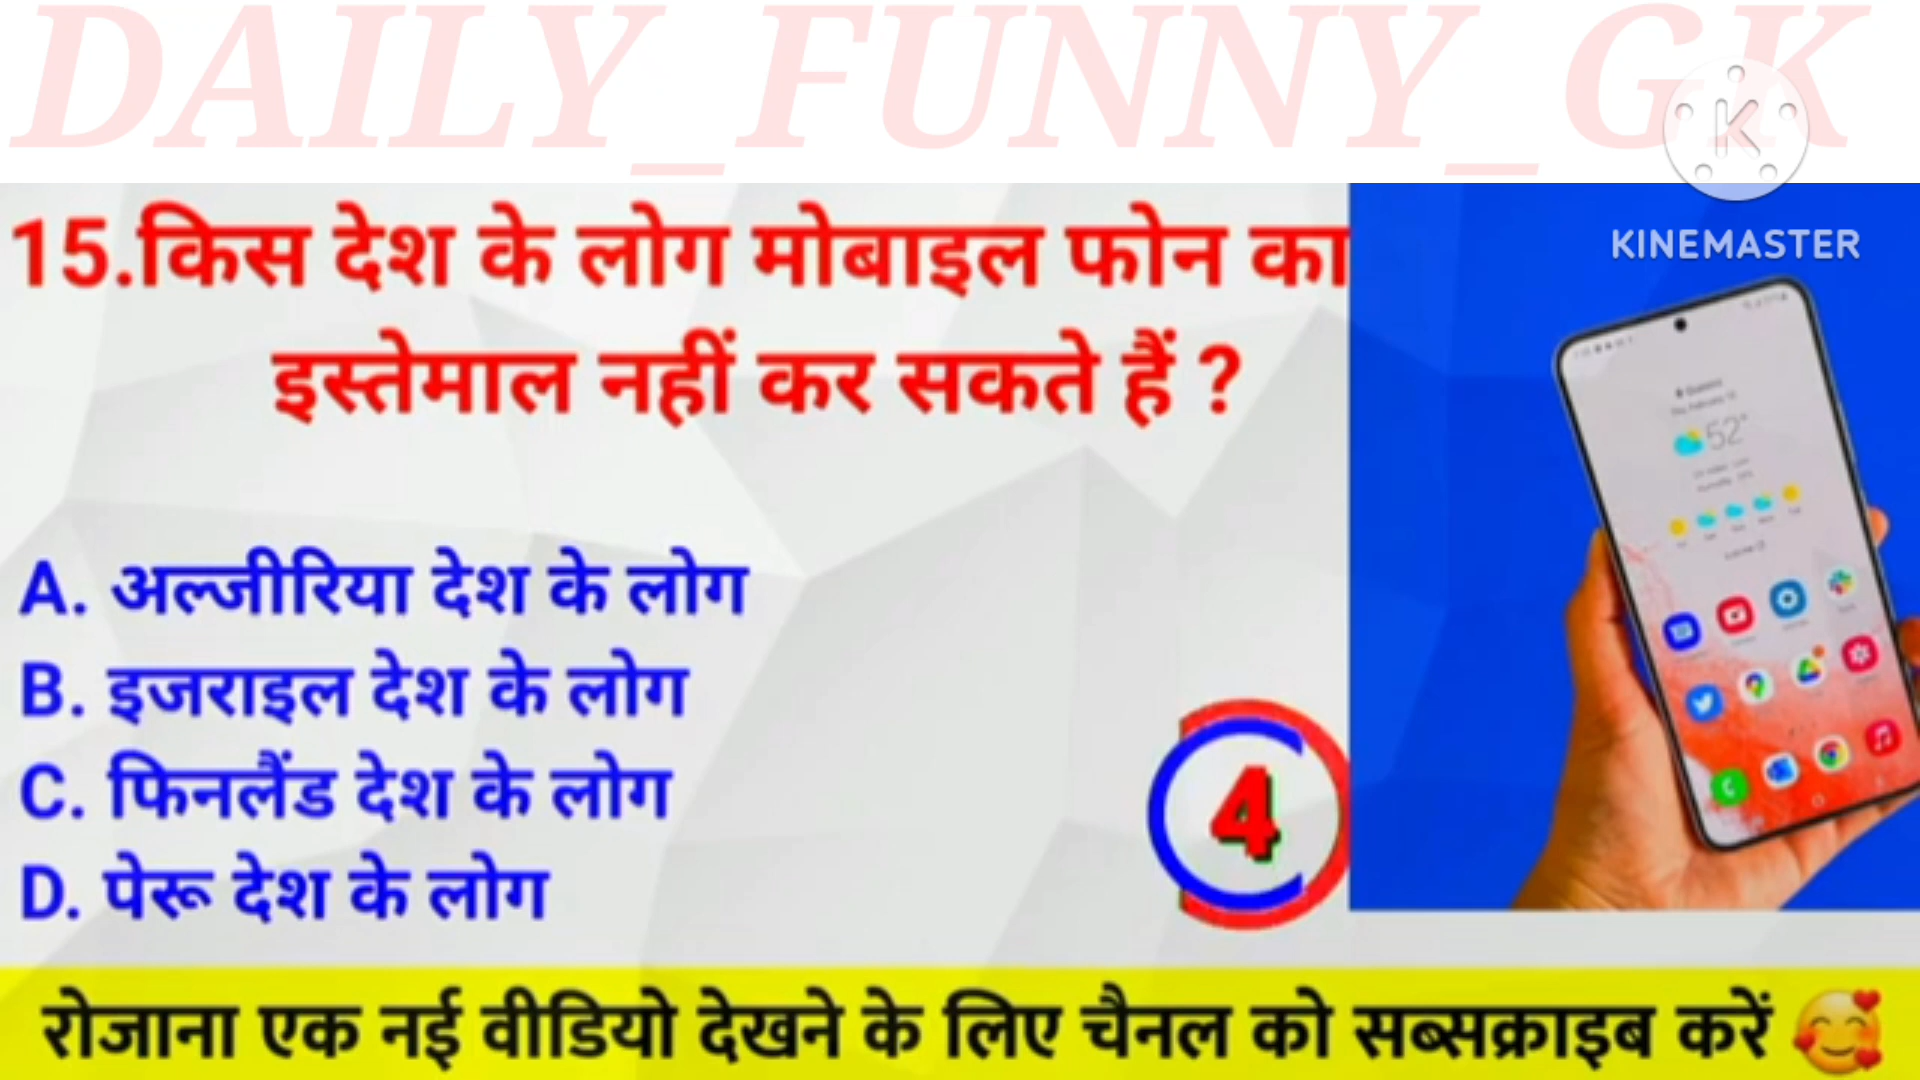 DAILY_FUNNY_GK
KINEMASTER
15.किस देश के लोग मोबाइल फोन का
इस्तेमाल नहीं कर सकते हैं ?
52°
A. अल्जीरिया देश के लोग
B. इजराइल देश के लोग
C. फिनलैंड देश के लोग
D. पेरू देश के लोग
4
रोजाना एक नई वीडियो देखने के लिए चैनल को सब्सक्राइब करें